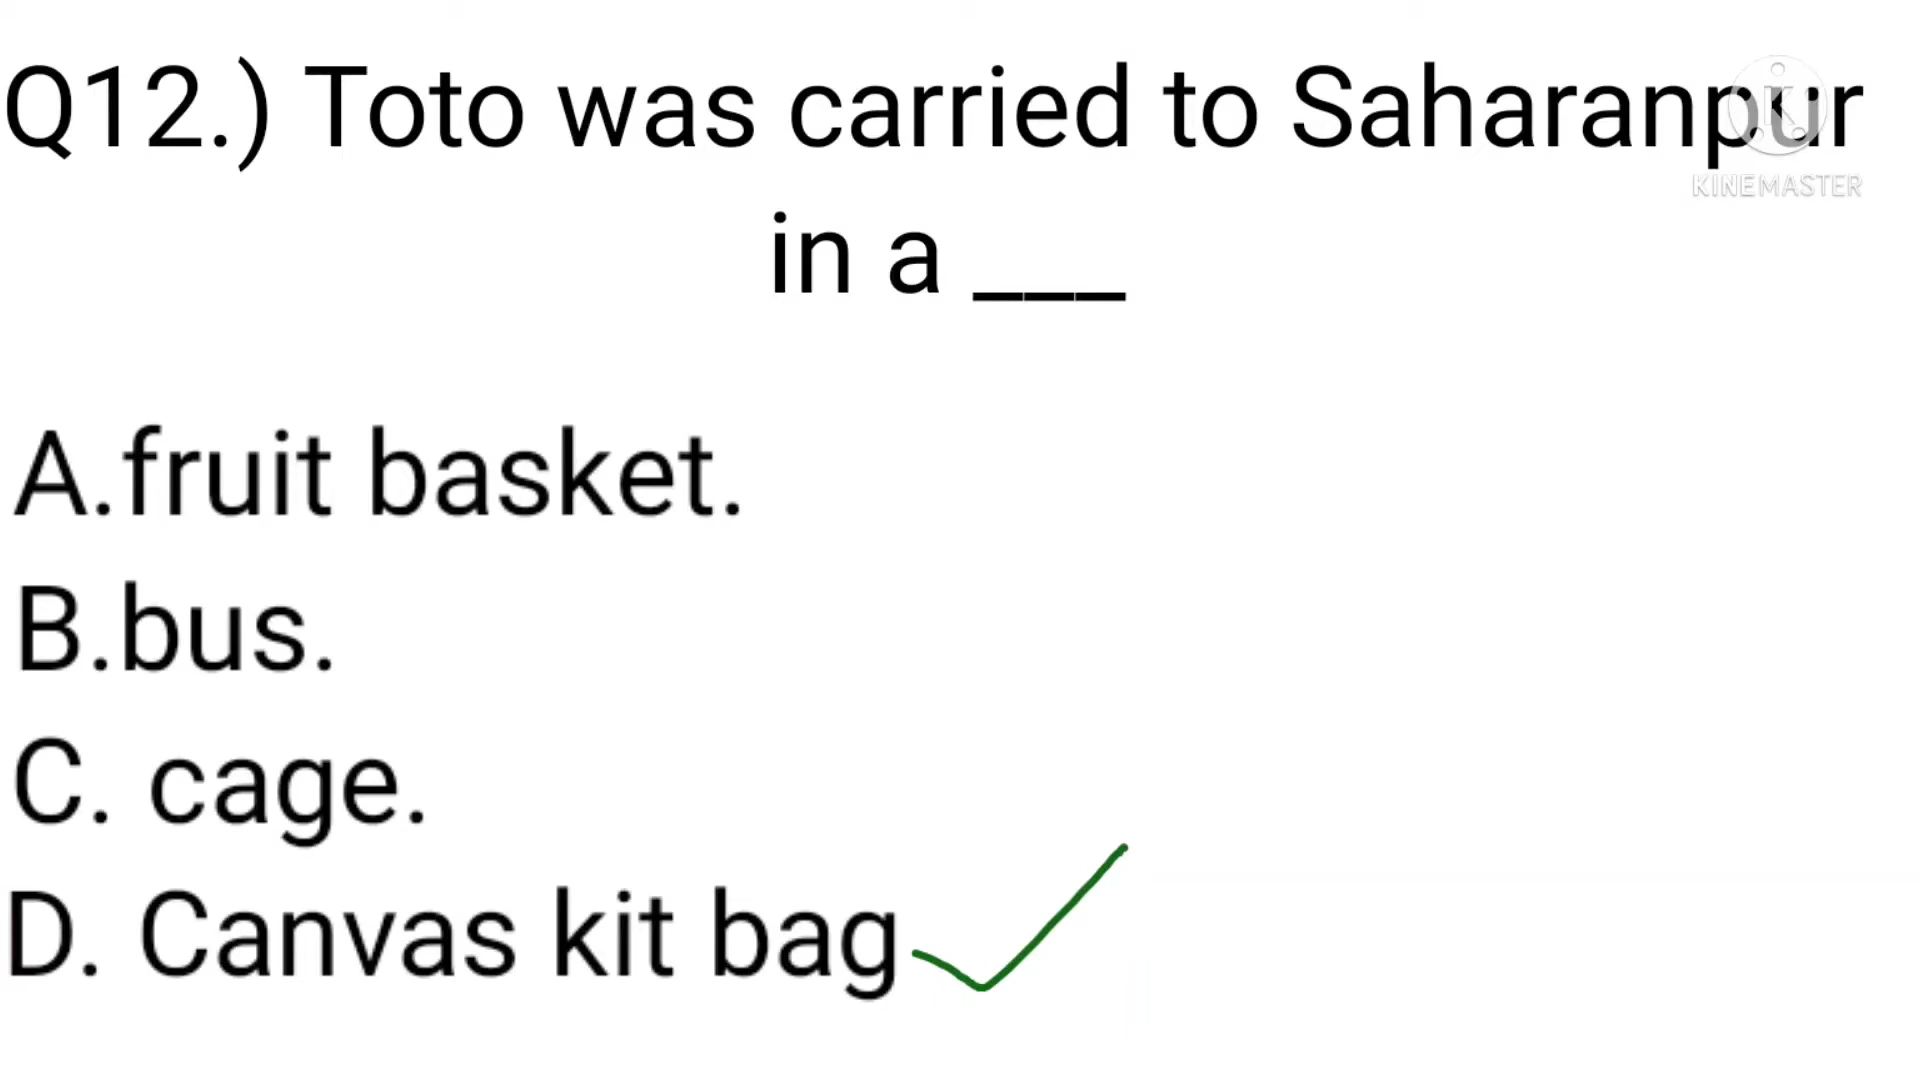 Q12.) Toto was carried to Saharanpur
KINEMASTER
in a ___
A.fruit basket.
B.bus.
C. cage.
D. Canvas kit bag